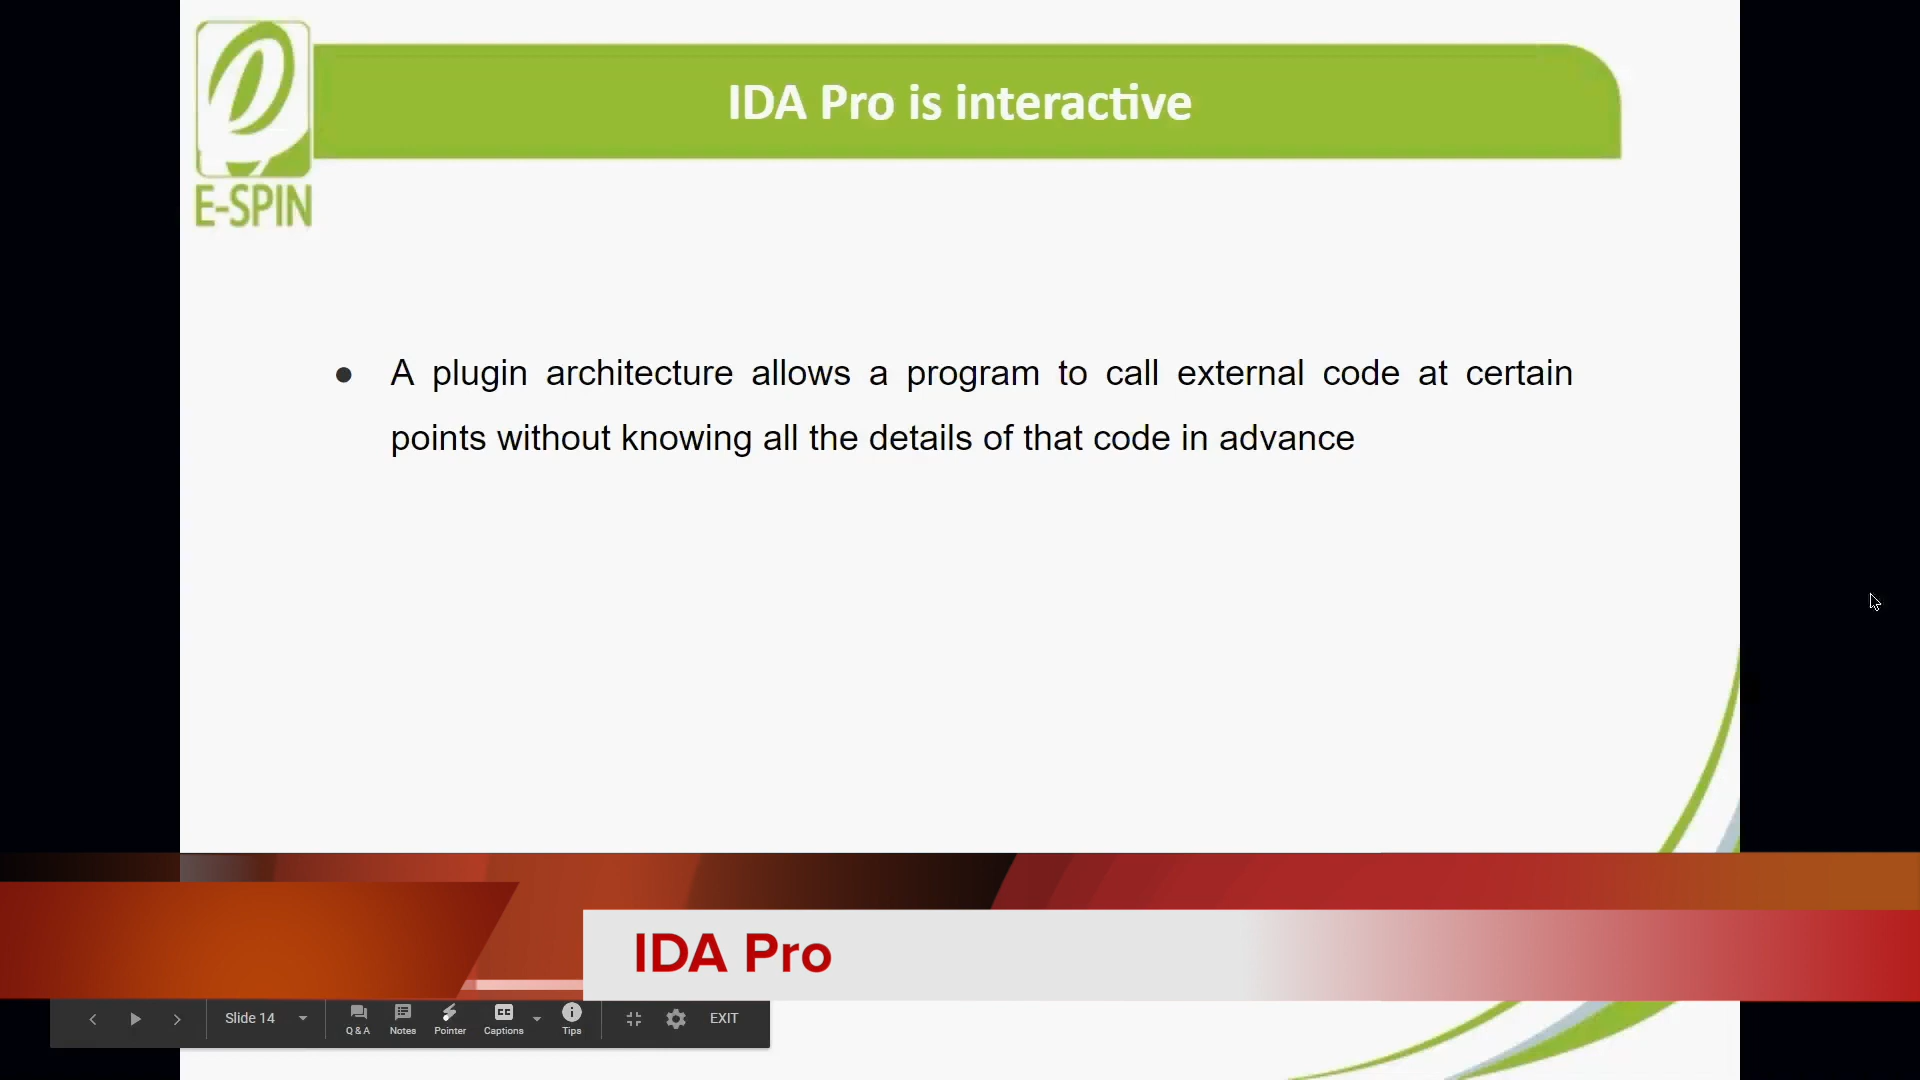 IDA Pro is interactive
E-SPIN
● A plugin architecture allows a program to call external code at certain
points without knowing all the details of that code in advance
IDA Pro
Slide 14
Q & A
Notes
Pointer
CC
Captions
Tips
EXIT